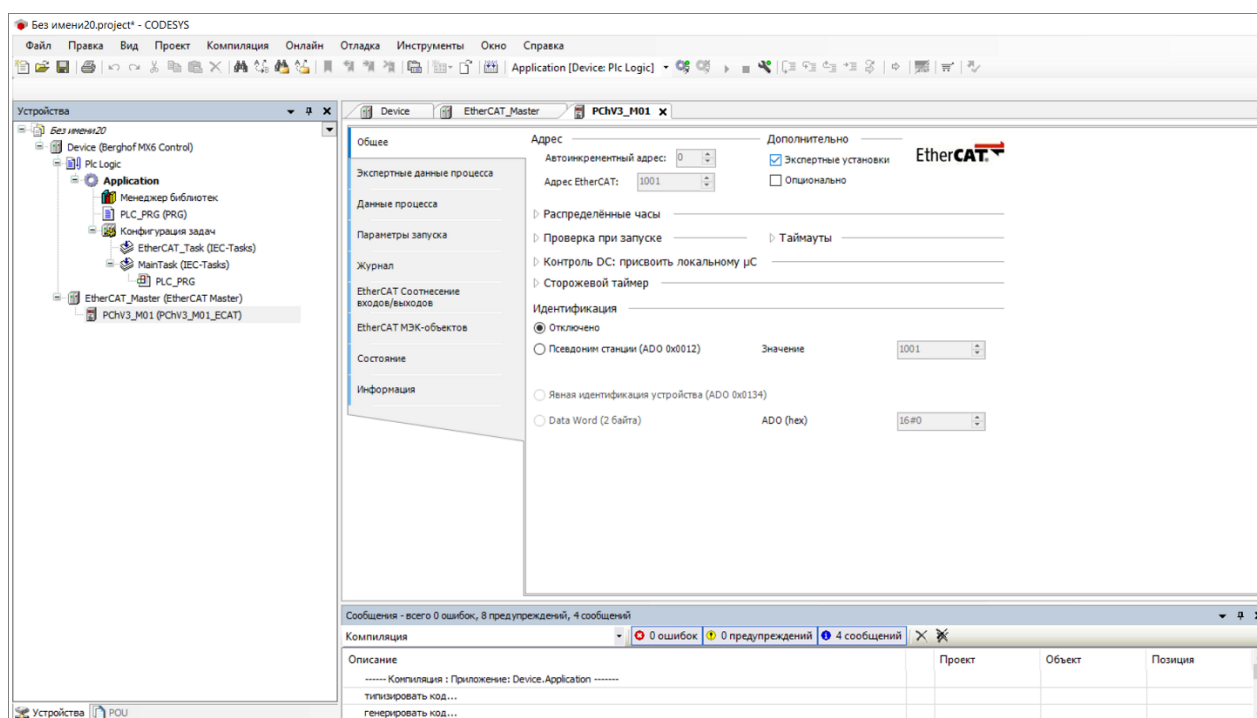 Без имени20.project* - CODESYS
Файл Правка Вид Проект Компиляция Онлайн Отладка Инструменты Окно Справка
Application [Device: Plc Logic]
Устройства
Без имени20
Device (Berghof MX6 Control)
Plc Logic
Application
Менеджер библиотек
PLC_PRG (PRG)
Конфигурация задач
EtherCAT_Task (IEC-Tasks)
MainTask (IEC-Tasks)
PLC_PRG
EtherCAT_Master (EtherCAT Master)
PChV3_M01 (PChV3_M01_ECAT)
Устройства POU
Device EtherCAT_Master PChV3_M01
Общее
Экспертные данные процесса
Данные процесса
Параметры запуска
Журнал
EtherCAT Соотнесение
входов/выходов
EtherCAT МЭК-объектов
Состояние
Информация
Адрес Дополнительно
Автоинкрементный адрес: 0 Экспертные установки EtherCAT.
Адрес EtherCAT: 1001 Опционально
Распределённые часы
Проверка при запуске Таймауты
Контроль DC: присвоить локальному μC
Сторожевой таймер
Идентификация
Отключено
Псевдоним станции (ADO 0x0012) Значение 1001
Явная идентификация устройства (ADO 0x0134)
Data Word (2 байта) ADO (hex) 16#0
Сообщения - всего 0 ошибок, 8 предупреждений, 4 сообщений
Компиляция 0 ошибок 0 предупреждений 4 сообщений
Описание Проект Объект Позиция
------ Компиляция : Приложение: Device.Application -------
типизировать код...
генерировать код...